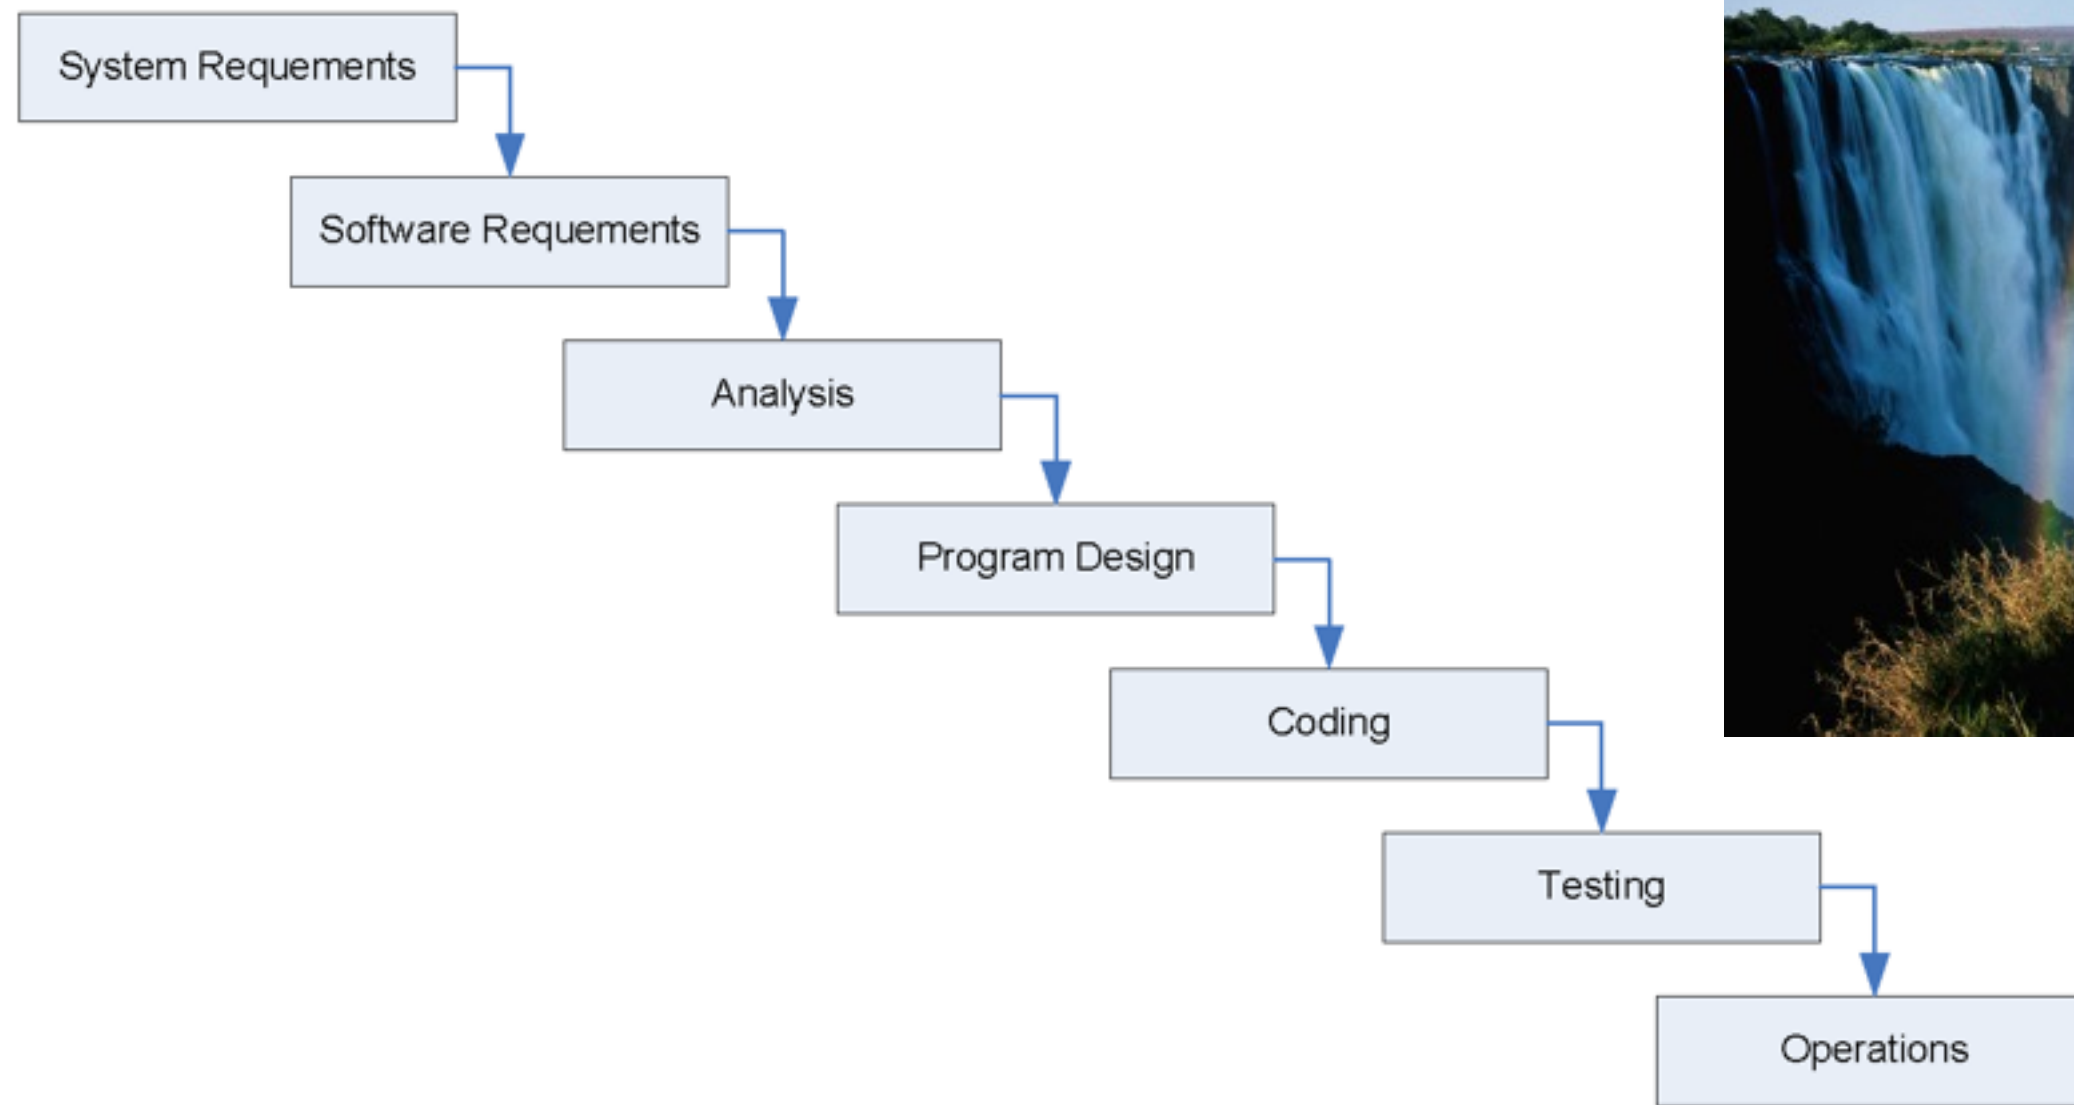 System Requements
Software Requements
Analysis
Program Design
Coding
Testing
Operations